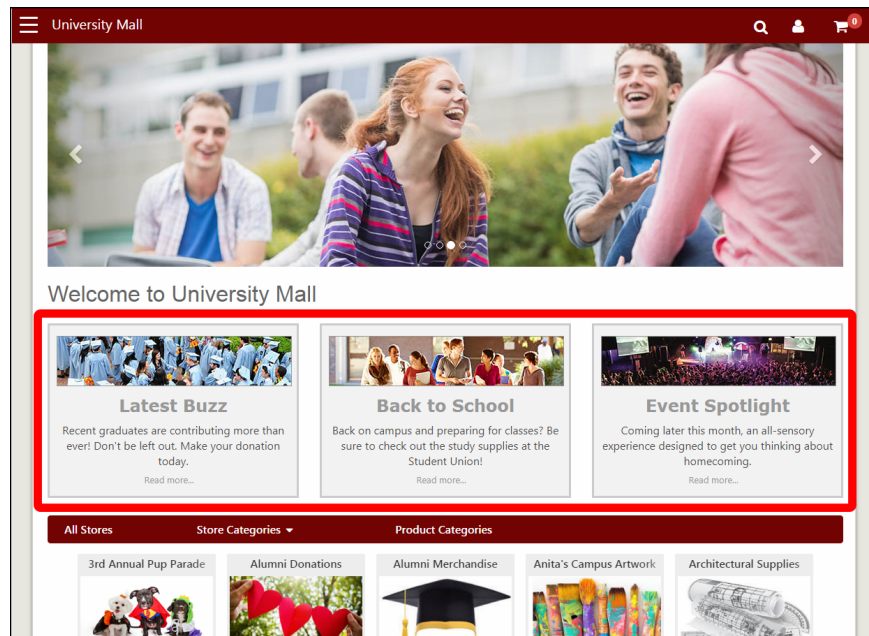 University Mall
0
Welcome to University Mall
Latest Buzz
Recent graduates are contributing more than
ever! Don't be left out. Make your donation
today.
Read more...
Back to School
Back on campus and preparing for classes? Be
sure to check out the study supplies at the
Student Union!
Read more...
Event Spotlight
Coming later this month, an all-sensory
experience designed to get you thinking about
homecoming.
Read more...
All Stores
Store Categories
Product Categories
3rd Annual Pup Parade
Alumni Donations
Alumni Merchandise
Anita's Campus Artwork
Architectural Supplies